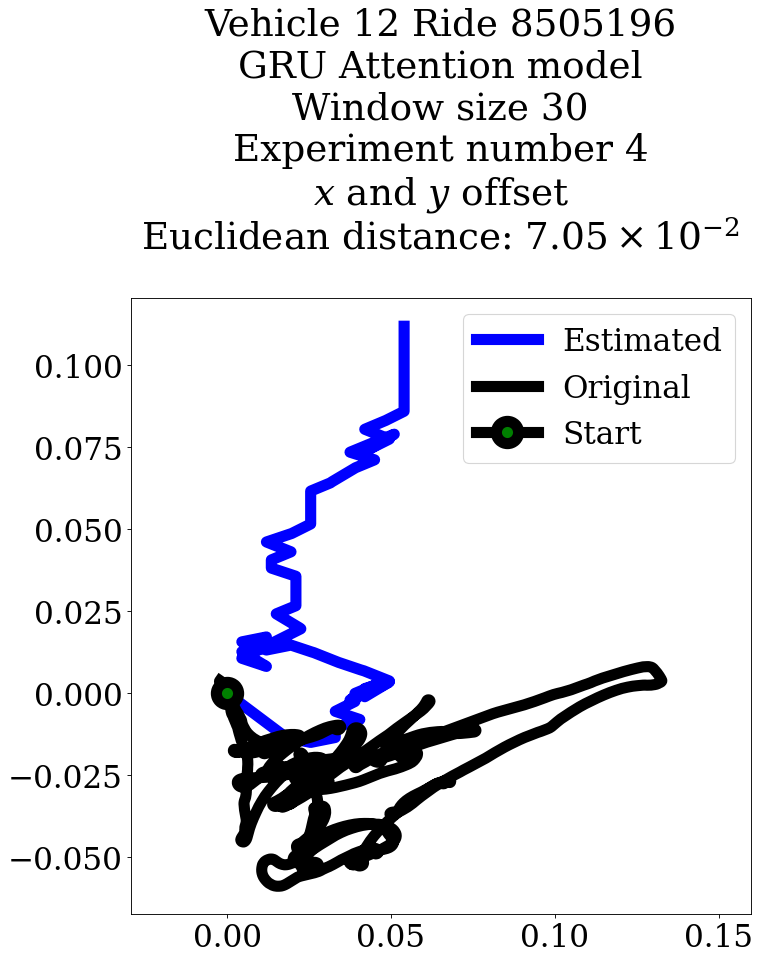 Vehicle 12 Ride 8505196
GRU Attention model
Window size 30
Experiment number 4
x and y offset
Euclidean distance: 7.05 × 10⁻²
Estimated
Original
Start
0.100
0.075
0.050
0.025
0.000
−0.025
−0.050
0.00 0.05 0.10 0.15